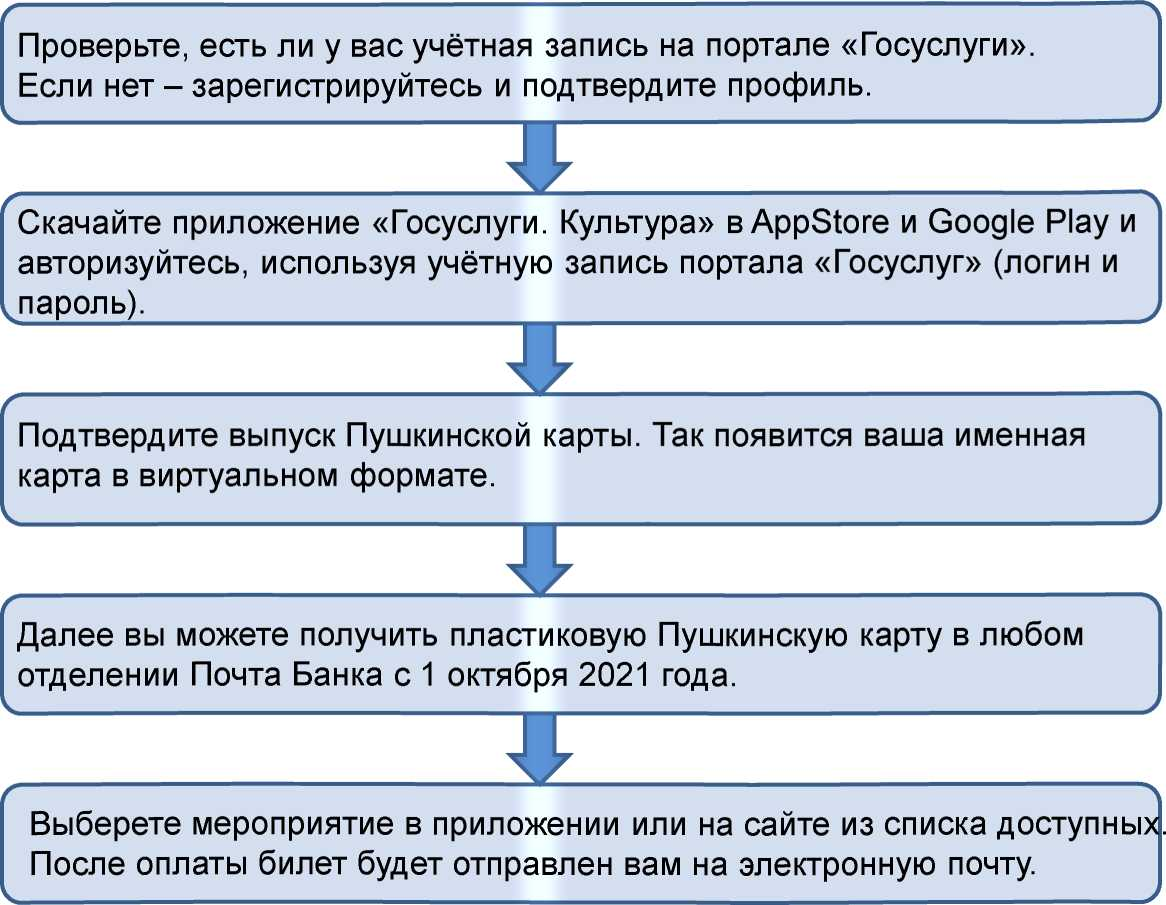 Проверьте, есть ли у вас учётная запись на портале «Госуслуги».
Если нет – зарегистрируйтесь и подтвердите профиль.
Скачайте приложение «Госуслуги. Культура» в AppStore и Google Play и
авторизуйтесь, используя учётную запись портала «Госуслуг» (логин и
пароль).
Подтвердите выпуск Пушкинской карты. Так появится ваша именная
карта в виртуальном формате.
Далее вы можете получить пластиковую Пушкинскую карту в любом
отделении Почта Банка с 1 октября 2021 года.
Выберете мероприятие в приложении или на сайте из списка доступных.
После оплаты билет будет отправлен вам на электронную почту.